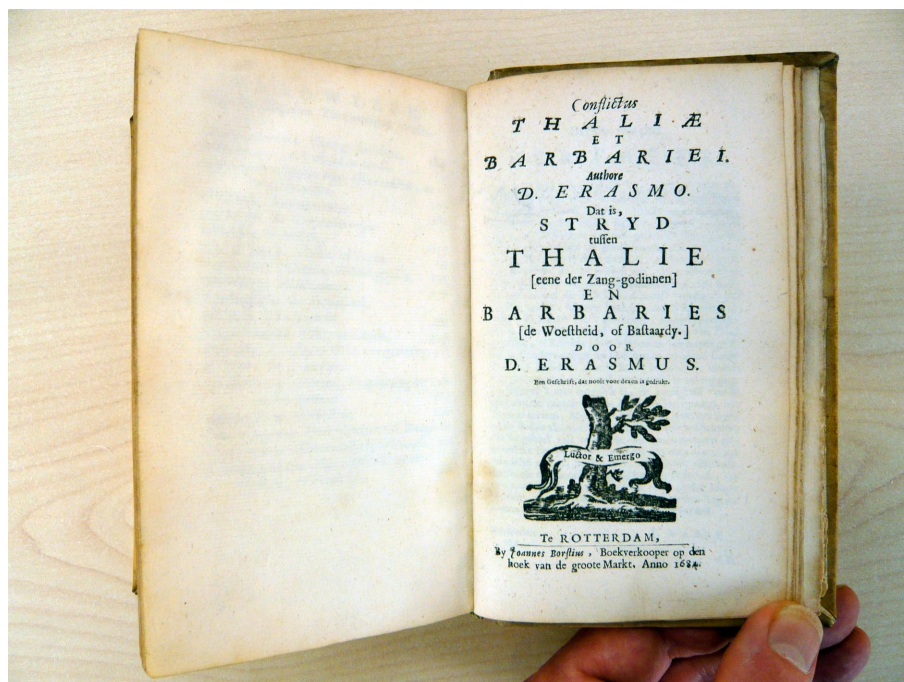 Conflictus
THALIÆ
ET
BARBARIEI.
Authore
D. ERASMO.
Dat is,
STRYD
tuſſen
THALIE
[eene der Zang-godinnen]
EN
BARBARIES
[de Woeſtheid, of Baſtaardy.]
DOOR
D. ERASMUS.
Een Geſchrift, dat nooit voor dezen is gedrukt.
Luctor & Emergo
Te ROTTERDAM,
By Joannes Borſtius, Boekverkooper op den
hoek van de groote Markt. Anno 1684.